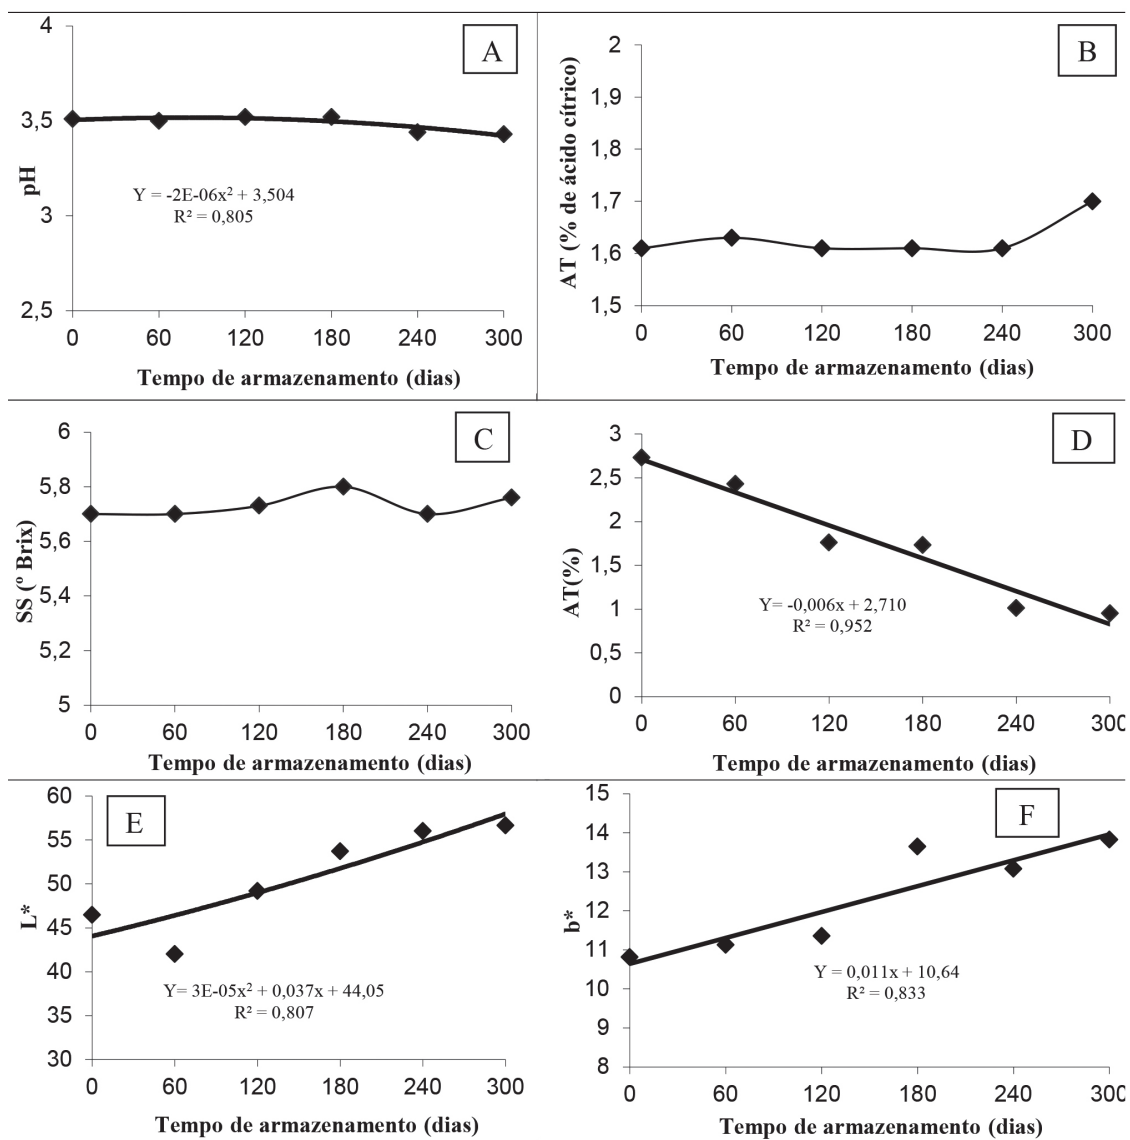 A
4
3,5
3
2,5
pH
Y = -2E-06x² + 3,504
R² = 0,805
0 60 120 180 240 300
Tempo de armazenamento (dias)
B
2
1,9
1,8
1,7
1,6
1,5
AT (% de ácido cítrico)
0 60 120 180 240 300
Tempo de armazenamento (dias)
C
6
5,8
5,6
5,4
5,2
5
SS (º Brix)
0 60 120 180 240 300
Tempo de armazenamento (dias)
D
3
2,5
2
1,5
1
0,5
0
AT(%)
Y= -0,006x + 2,710
R² = 0,952
0 60 120 180 240 300
Tempo de armazenamento (dias)
E
60
55
50
45
40
35
30
L*
Y= 3E-05x² + 0,037x + 44,05
R² = 0,807
0 60 120 180 240 300
Tempo de armazenamento (dias)
F
15
14
13
12
11
10
9
8
b*
Y = 0,011x + 10,64
R² = 0,833
0 60 120 180 240 300
Tempo de armazenamento (dias)